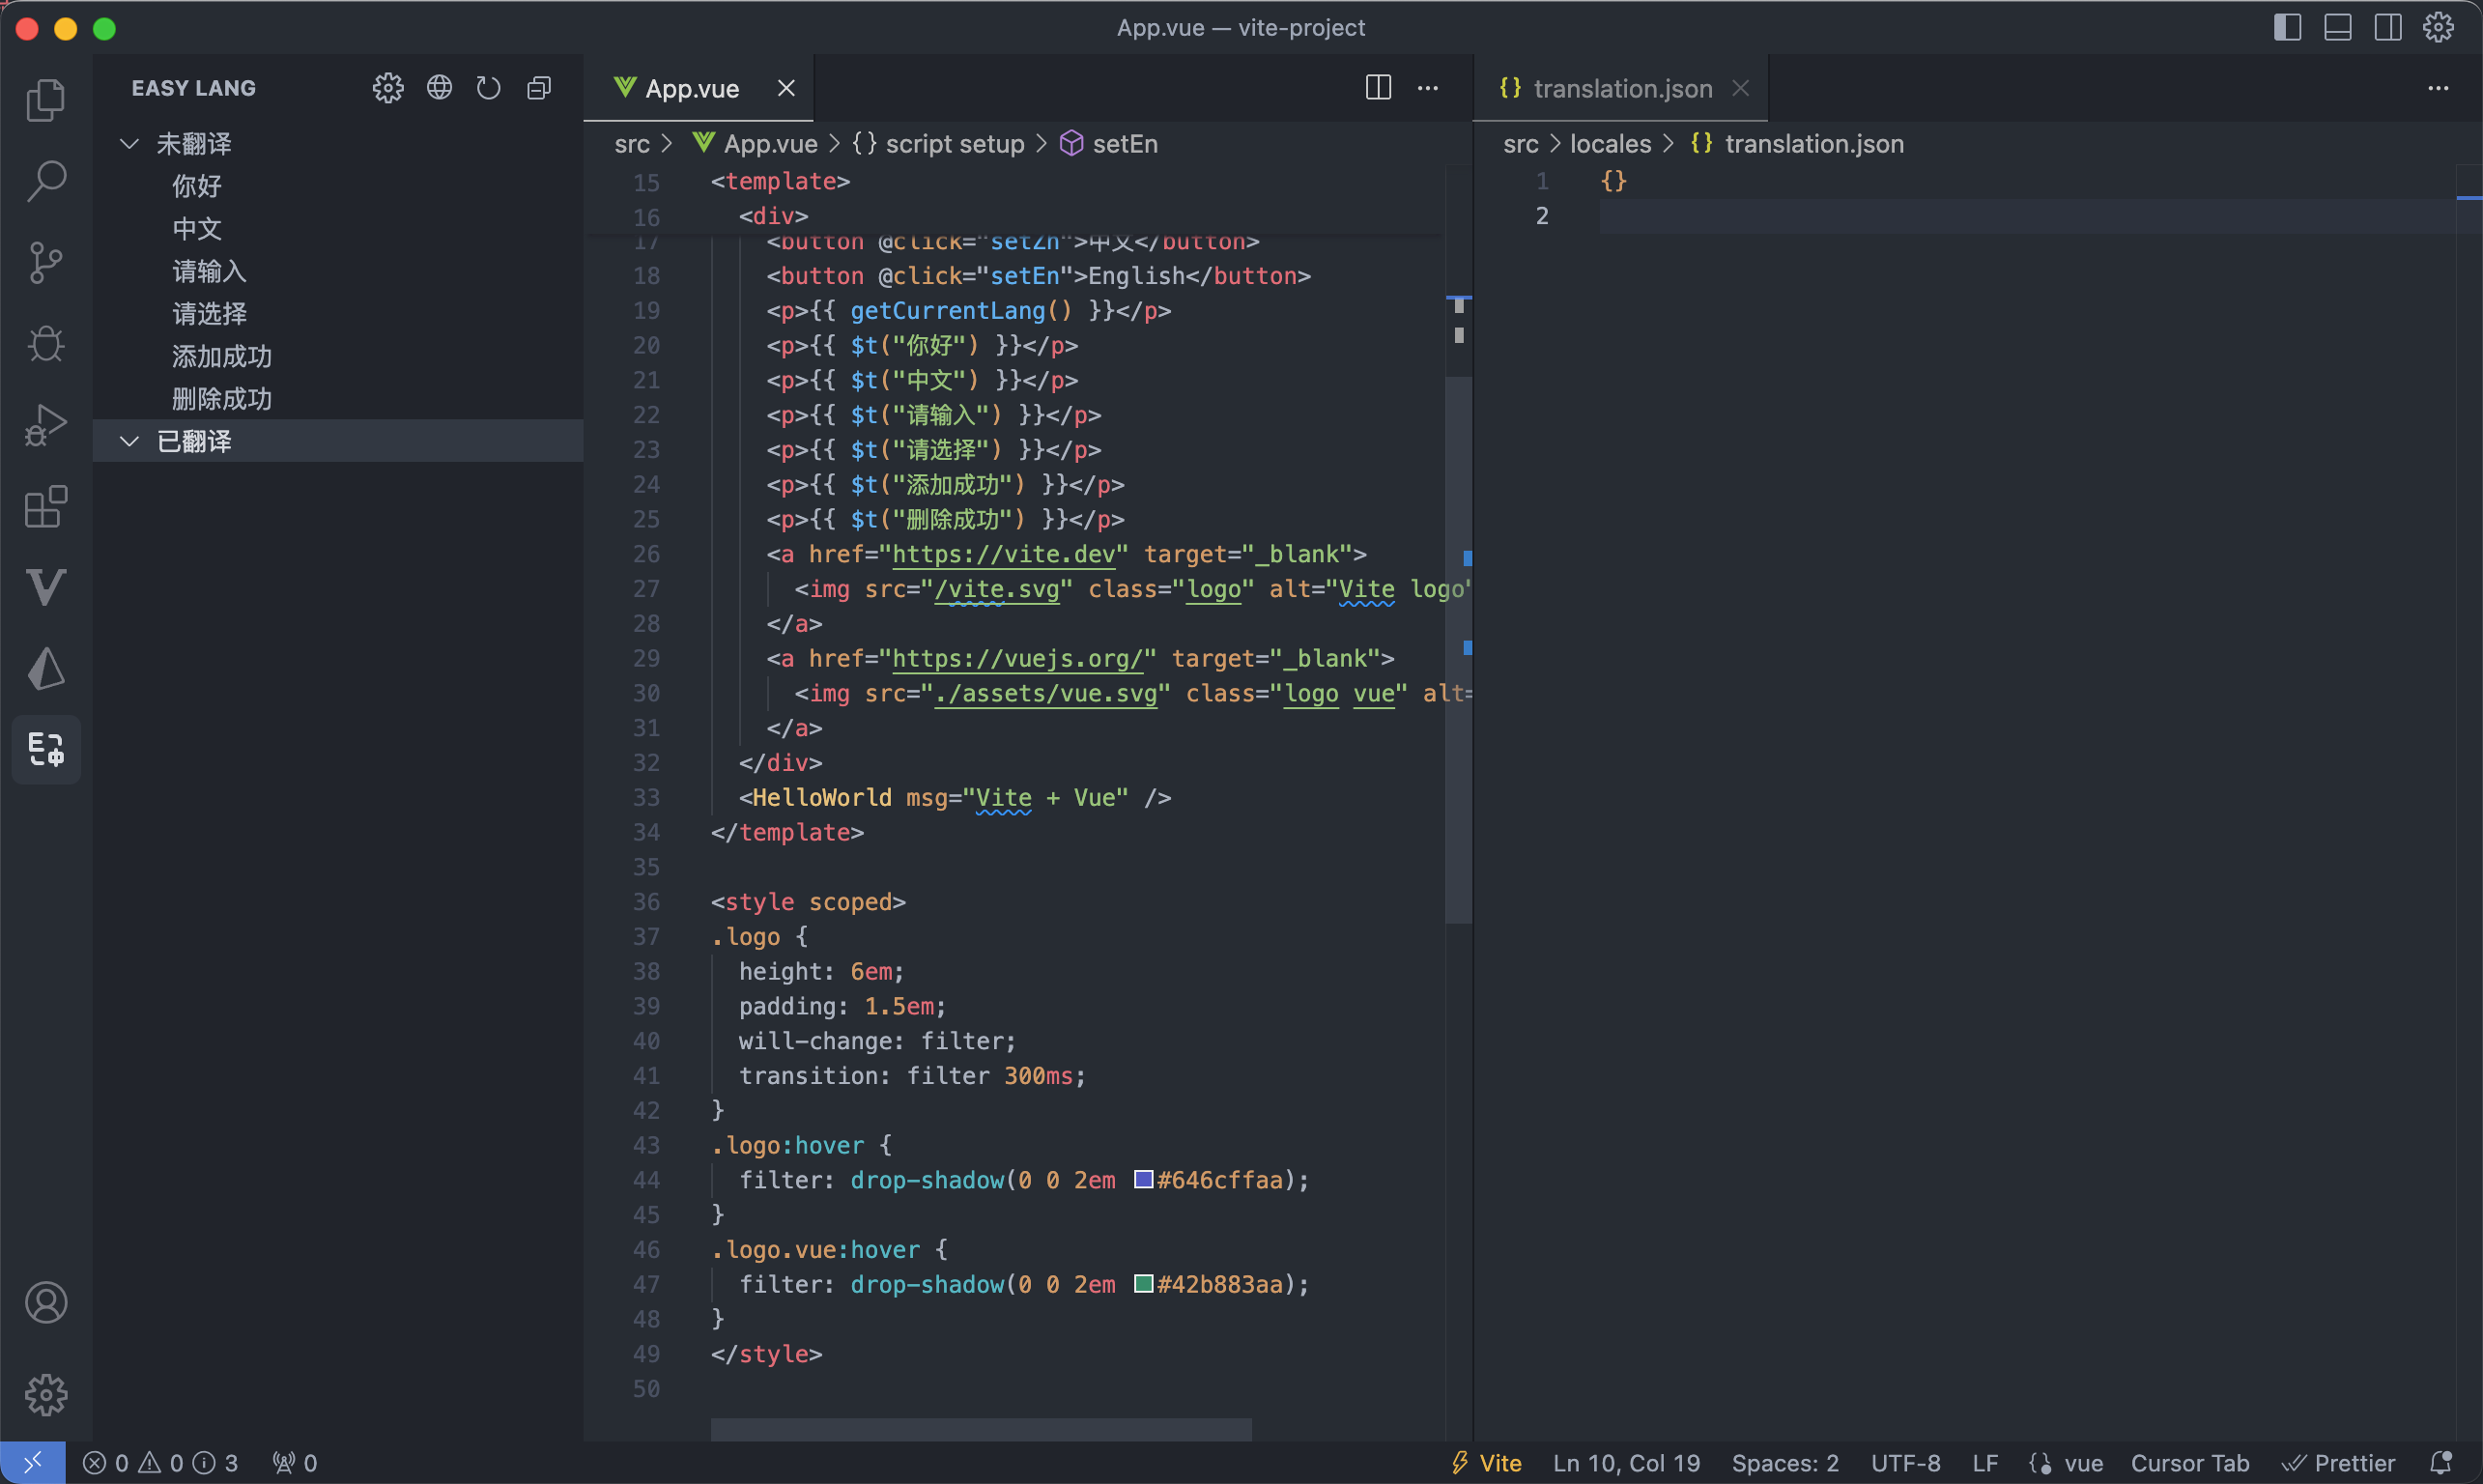 App.vue — vite-project
EASY LANG
未翻译
你好
中文
请输入
请选择
添加成功
删除成功
已翻译
App.vue
src > App.vue > {} script setup > setEn
15 <template>
16 <div>
17 <button @click="setZh">中文</button>
18 <button @click="setEn">English</button>
19 <p>{{ getCurrentLang() }}</p>
20 <p>{{ $t("你好") }}</p>
21 <p>{{ $t("中文") }}</p>
22 <p>{{ $t("请输入") }}</p>
23 <p>{{ $t("请选择") }}</p>
24 <p>{{ $t("添加成功") }}</p>
25 <p>{{ $t("删除成功") }}</p>
26 <a href="https://vite.dev" target="_blank">
27 <img src="/vite.svg" class="logo" alt="Vite logo"
28 </a>
29 <a href="https://vuejs.org/" target="_blank">
30 <img src="./assets/vue.svg" class="logo vue" alt=
31 </a>
32 </div>
33 <HelloWorld msg="Vite + Vue" />
34 </template>
35
36 <style scoped>
37 .logo {
38 height: 6em;
39 padding: 1.5em;
40 will-change: filter;
41 transition: filter 300ms;
42 }
43 .logo:hover {
44 filter: drop-shadow(0 0 2em #646cffaa);
45 }
46 .logo.vue:hover {
47 filter: drop-shadow(0 0 2em #42b883aa);
48 }
49 </style>
50
{} translation.json
src > locales > {} translation.json
1 {}
2
0 0 3 0
Vite Ln 10, Col 19 Spaces: 2 UTF-8 LF {} vue Cursor Tab Prettier